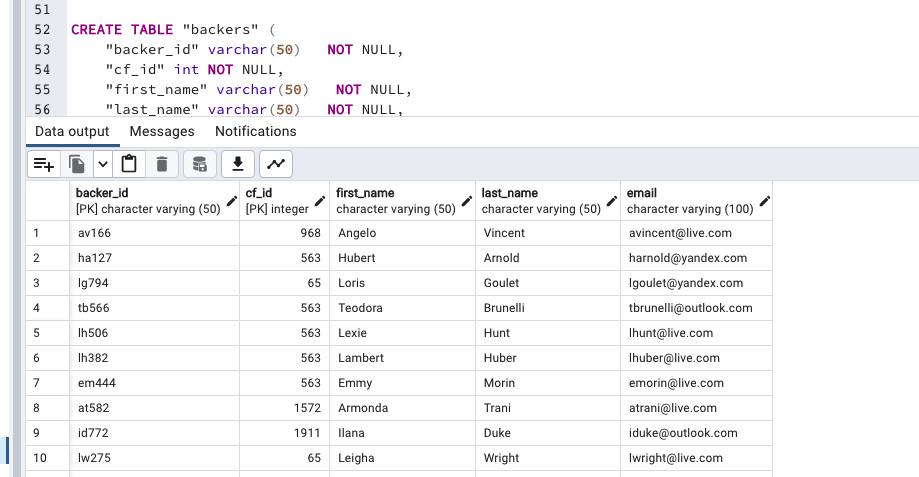 51
52 CREATE TABLE "backers" (
53 "backer_id" varchar(50) NOT NULL,
54 "cf_id" int NOT NULL,
55 "first_name" varchar(50) NOT NULL,
56 "last_name" varchar(50) NOT NULL,
Data output Messages Notifications
backer_id cf_id first_name last_name email
[PK] character varying (50) [PK] integer character varying (50) character varying (50) character varying (100)
1 av166 968 Angelo Vincent avincent@live.com
2 ha127 563 Hubert Arnold harnold@yandex.com
3 lg794 65 Loris Goulet lgoulet@yandex.com
4 tb566 563 Teodora Brunelli tbrunelli@outlook.com
5 lh506 563 Lexie Hunt lhunt@live.com
6 lh382 563 Lambert Huber lhuber@live.com
7 em444 563 Emmy Morin emorin@live.com
8 at582 1572 Armonda Trani atrani@live.com
9 id772 1911 Ilana Duke iduke@outlook.com
10 lw275 65 Leigha Wright lwright@live.com